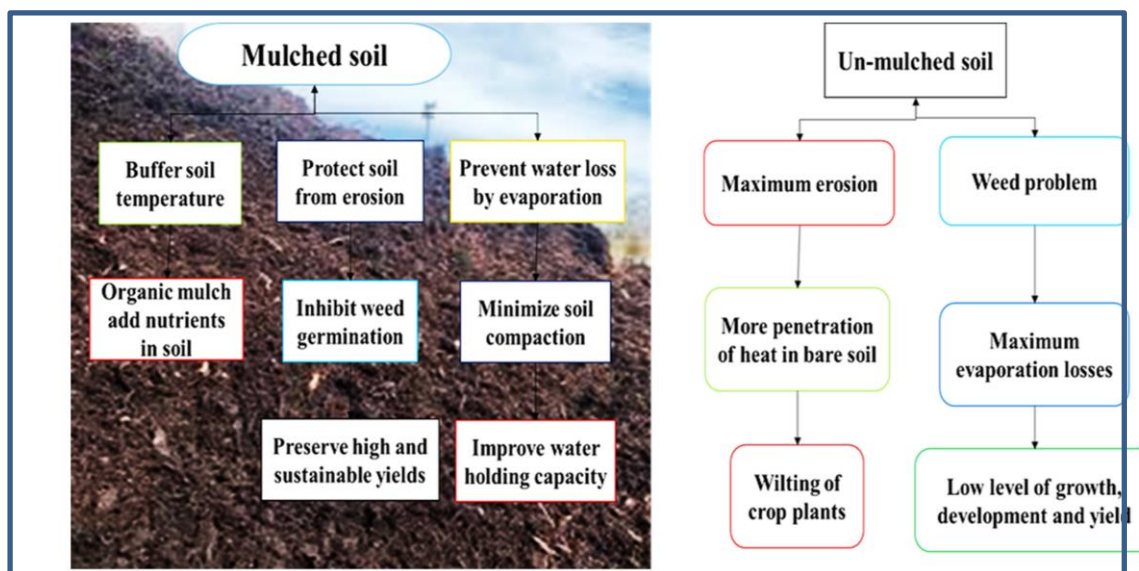 Mulched soil
Buffer soil
temperature
Protect soil
from erosion
Prevent water loss
by evaporation
Organic mulch
add nutrients
in soil
Inhibit weed
germination
Minimize soil
compaction
Preserve high and
sustainable yields
Improve water
holding capacity
Un-mulched soil
Maximum erosion
Weed problem
More penetration
of heat in bare soil
Maximum
evaporation losses
Wilting of
crop plants
Low level of growth,
development and yield